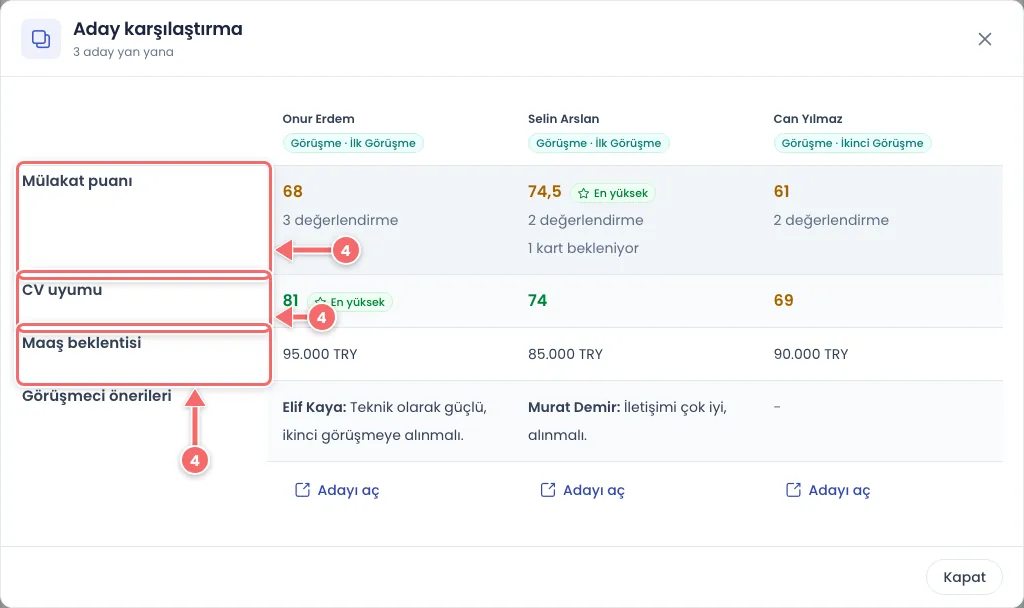 Aday karşılaştırma
3 aday yan yana
Onur Erdem
Selin Arslan
Can Yılmaz
Görüşme · İlk Görüşme
Görüşme · İlk Görüşme
Görüşme · İkinci Görüşme
Mülakat puanı
68
74,5
En yüksek
61
3 değerlendirme
2 değerlendirme
2 değerlendirme
1 kart bekleniyor
4
CV uyumu
81
En yüksek
74
69
4
Maaş beklentisi
95.000 TRY
85.000 TRY
90.000 TRY
Görüşmeci önerileri
Elif Kaya: Teknik olarak güçlü,
ikinci görüşmeye alınmalı.
Murat Demir: İletişimi çok iyi,
alınmalı.
-
4
Adayı aç
Adayı aç
Adayı aç
Kapat